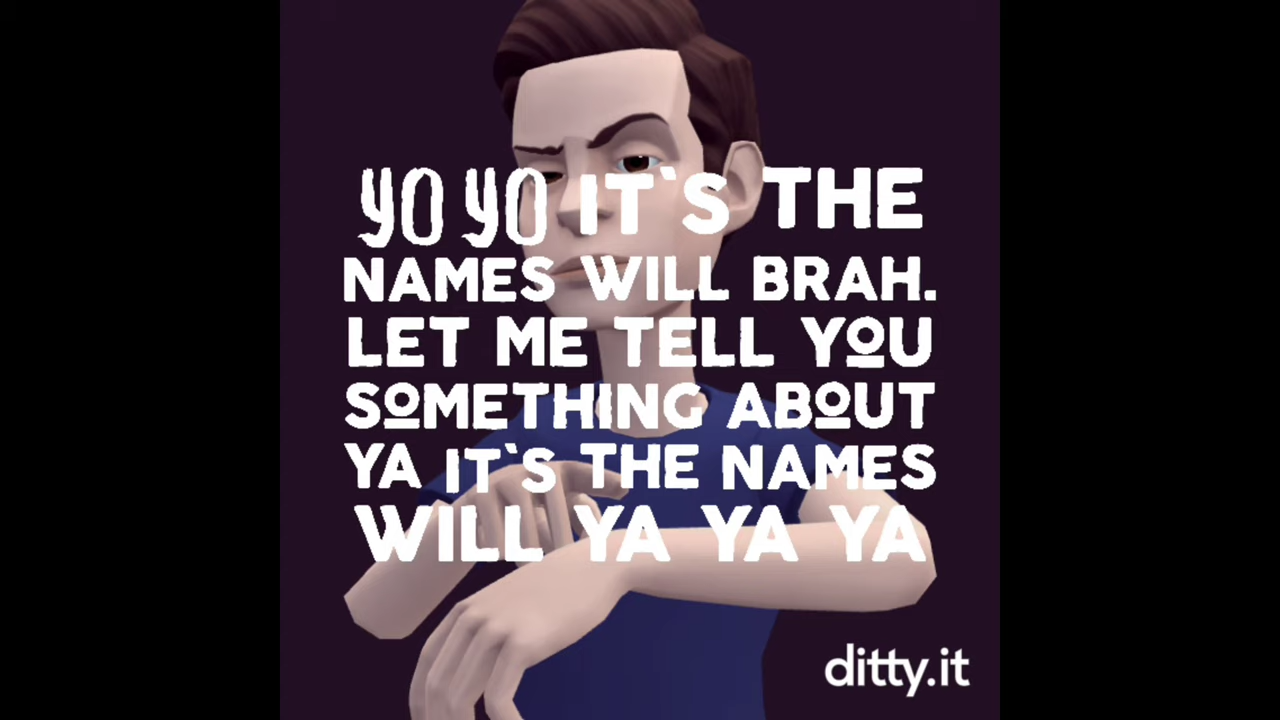 YO YO IT`S THE
NAMES WILL BRAH.
LET ME TELL YOU
SOMETHING ABOUT
YA IT`S THE NAMES
WILL YA YA YA
ditty.it